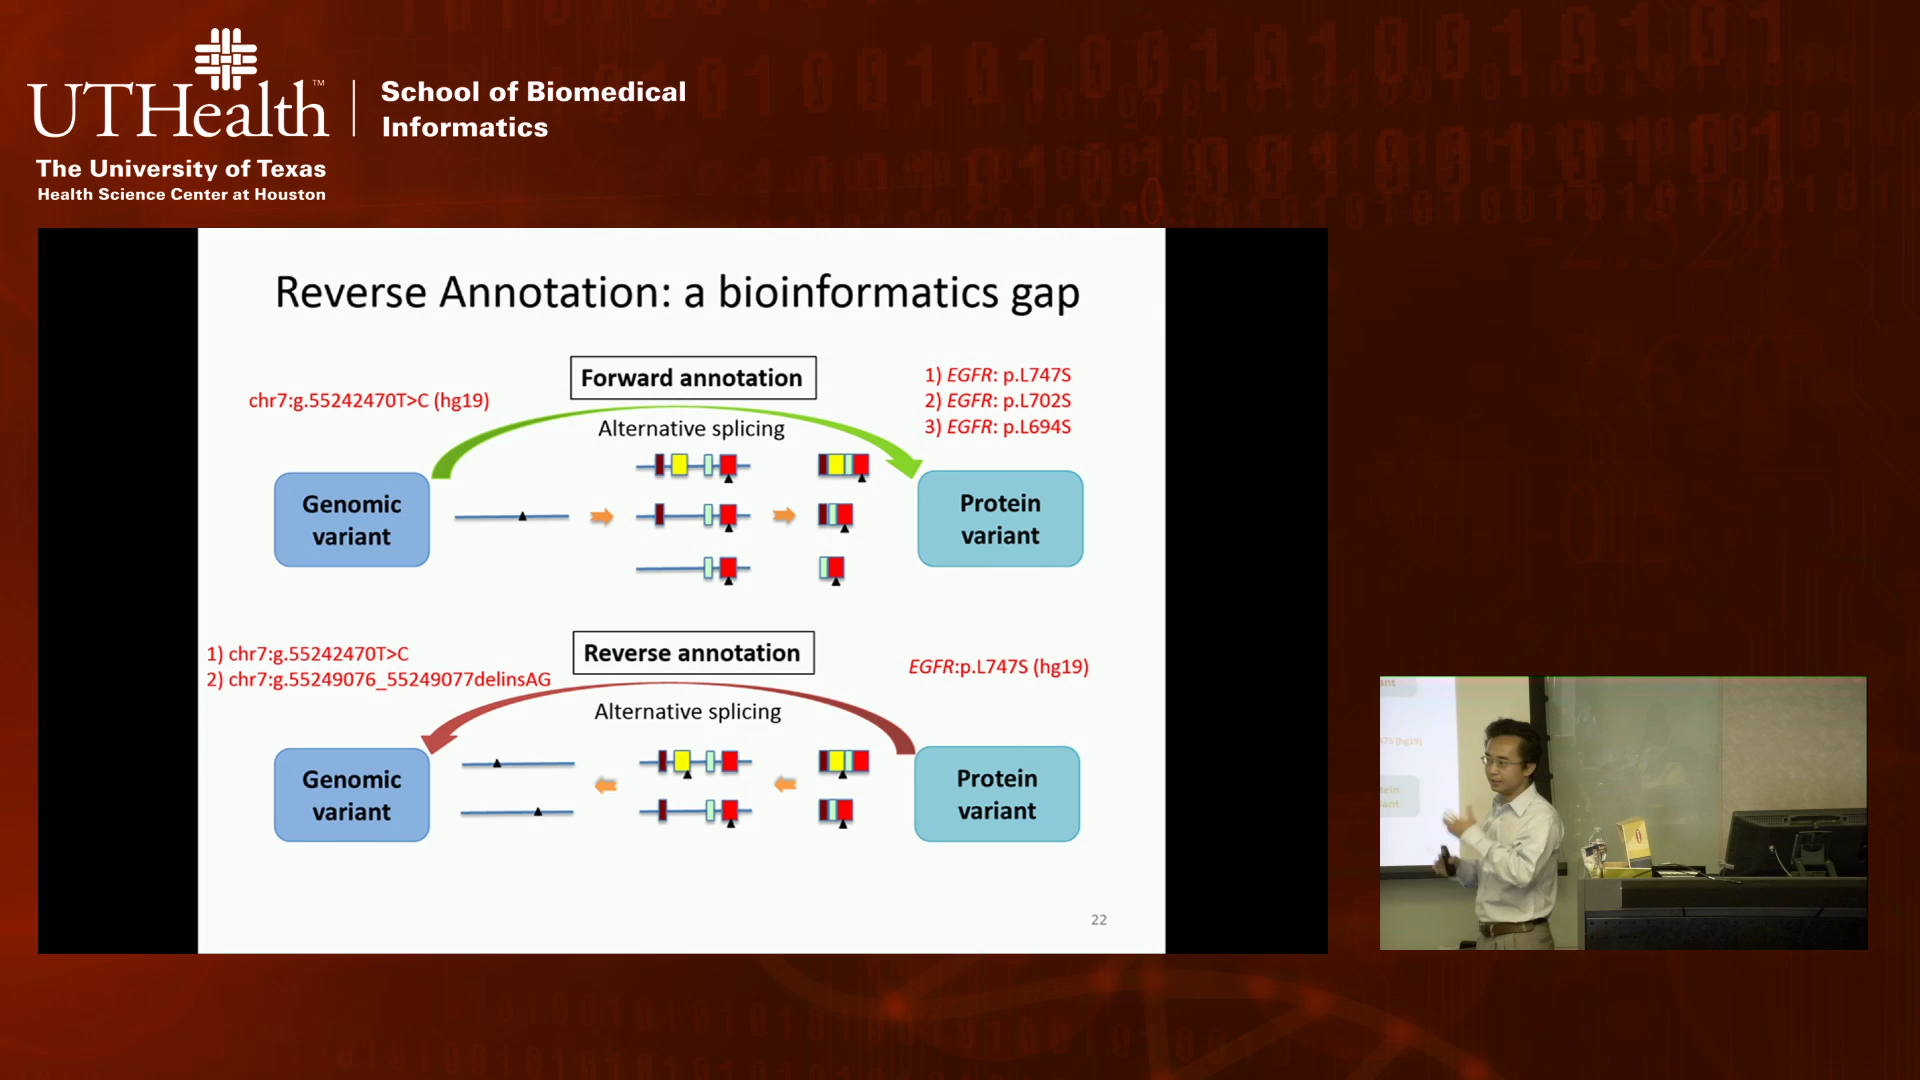 UTHealth™
School of Biomedical
Informatics
The University of Texas
Health Science Center at Houston
Reverse Annotation: a bioinformatics gap
Forward annotation
chr7:g.55242470T>C (hg19)
1) EGFR: p.L747S
2) EGFR: p.L702S
3) EGFR: p.L694S
Alternative splicing
Genomic
variant
Protein
variant
Reverse annotation
1) chr7:g.55242470T>C
2) chr7:g.55249076_55249077delinsAG
EGFR:p.L747S (hg19)
Alternative splicing
Genomic
variant
Protein
variant
22